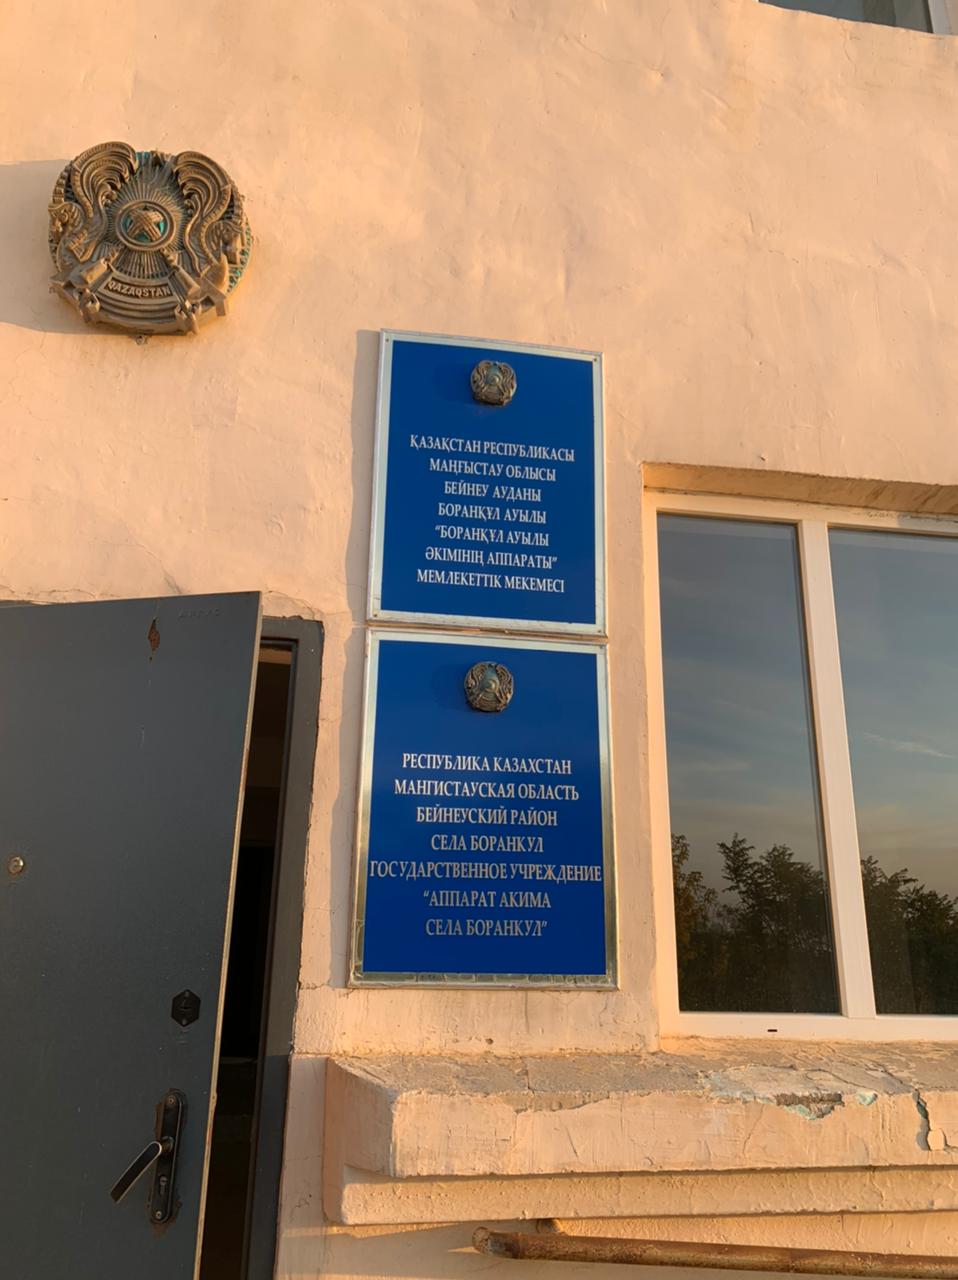 QAZAQSTAN
ҚАЗАҚСТАН РЕСПУБЛИКАСЫ
МАҢҒЫСТАУ ОБЛЫСЫ
БЕЙНЕУ АУДАНЫ
БОРАНҚҰЛ АУЫЛЫ
"БОРАНҚҰЛ АУЫЛЫ
ӘКІМІНІҢ АППАРАТЫ"
МЕМЛЕКЕТТІК МЕКЕМЕСІ
РЕСПУБЛИКА КАЗАХСТАН
МАНГИСТАУСКАЯ ОБЛАСТЬ
БЕЙНЕУСКИЙ РАЙОН
СЕЛА БОРАНКУЛ
ГОСУДАРСТВЕННОЕ УЧРЕЖДЕНИЕ
"АППАРАТ АКИМА
СЕЛА БОРАНКУЛ"